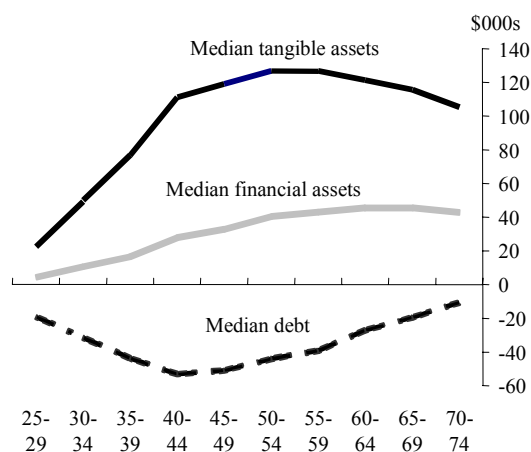 $000s
Median tangible assets
140
120
100
80
Median financial assets
60
40
20
0
Median debt
-20
-40
-60
25- 30- 35- 40- 45- 50- 55- 60- 65- 70-
29 34 39 44 49 54 59 64 69 74